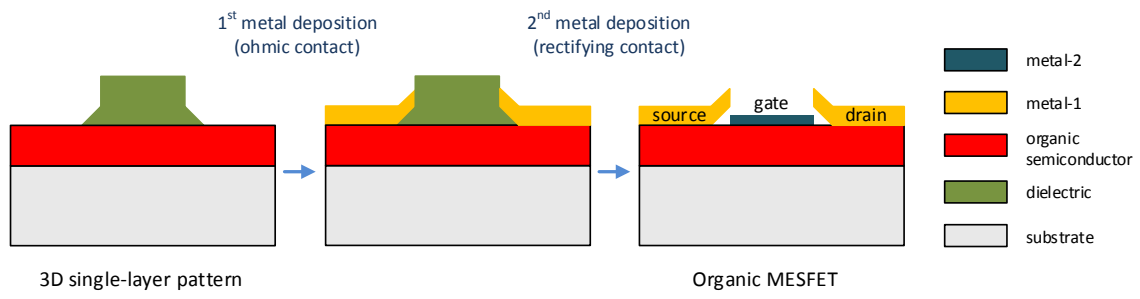 1st metal deposition
(ohmic contact)
2nd metal deposition
(rectifying contact)
source
gate
drain
metal-2
metal-1
organic
semiconductor
dielectric
substrate
3D single-layer pattern
Organic MESFET